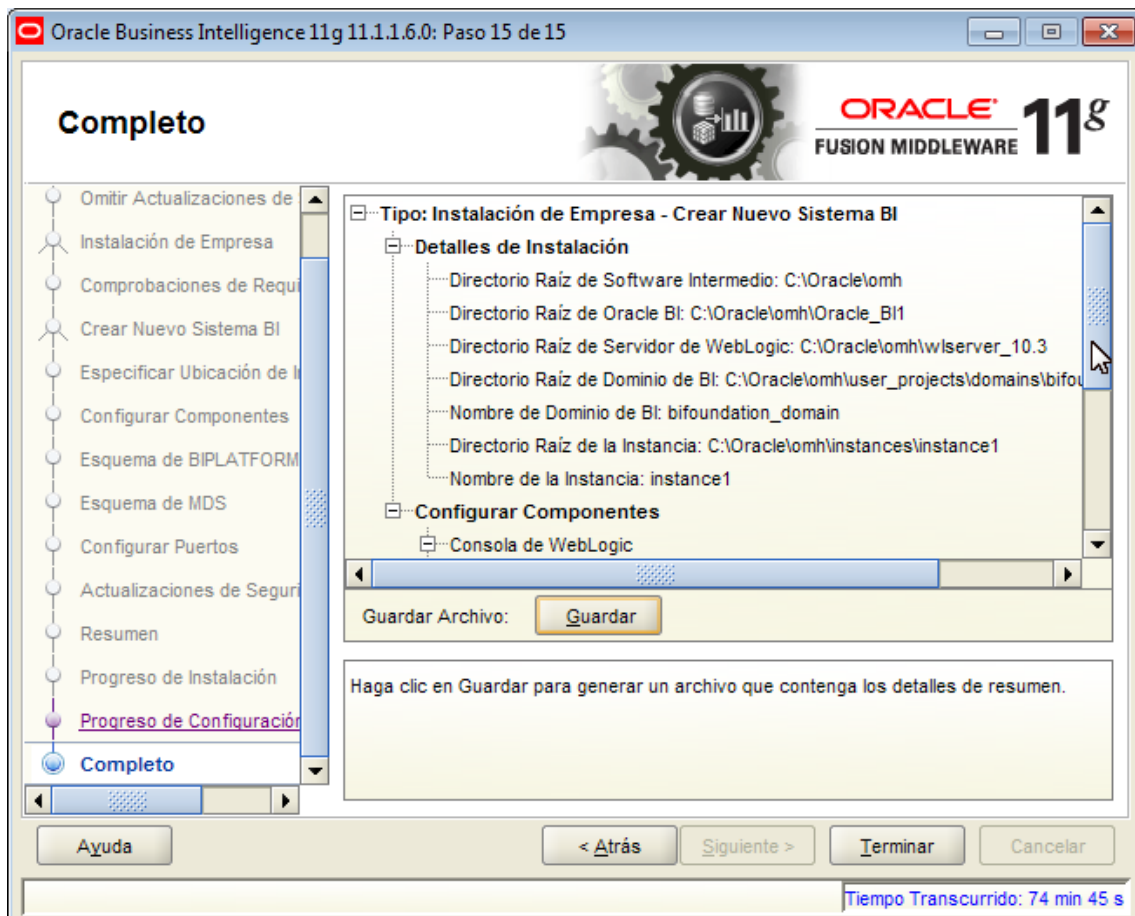 Oracle Business Intelligence 11g 11.1.1.6.0: Paso 15 de 15
Completo
ORACLE
FUSION MIDDLEWARE
11g
Omitir Actualizaciones de
Instalación de Empresa
Comprobaciones de Requi
Crear Nuevo Sistema BI
Especificar Ubicación de I
Configurar Componentes
Esquema de BIPLATFORM
Esquema de MDS
Configurar Puertos
Actualizaciones de Seguri
Resumen
Progreso de Instalación
Progreso de Configuración
Completo
Tipo: Instalación de Empresa - Crear Nuevo Sistema BI
Detalles de Instalación
Directorio Raíz de Software Intermedio: C:\Oracle\omh
Directorio Raíz de Oracle BI: C:\Oracle\omh\Oracle_BI1
Directorio Raíz de Servidor de WebLogic: C:\Oracle\omh\wlserver_10.3
Directorio Raíz de Dominio de BI: C:\Oracle\omh\user_projects\domains\bifou
Nombre de Dominio de BI: bifoundation_domain
Directorio Raíz de la Instancia: C:\Oracle\omh\instances\instance1
Nombre de la Instancia: instance1
Configurar Componentes
Consola de WebLogic
Guardar Archivo: Guardar
Haga clic en Guardar para generar un archivo que contenga los detalles de resumen.
Ayuda < Atrás Siguiente > Terminar Cancelar
Tiempo Transcurrido: 74 min 45 s